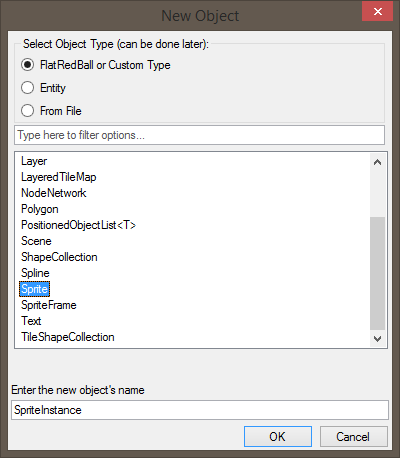 New Object
Select Object Type (can be done later):
FlatRedBall or Custom Type
Entity
From File
Type here to filter options...
Layer
LayeredTileMap
NodeNetwork
Polygon
PositionedObjectList<T>
Scene
ShapeCollection
Spline
Sprite
SpriteFrame
Text
TileShapeCollection
Enter the new object's name
SpriteInstance
OK Cancel